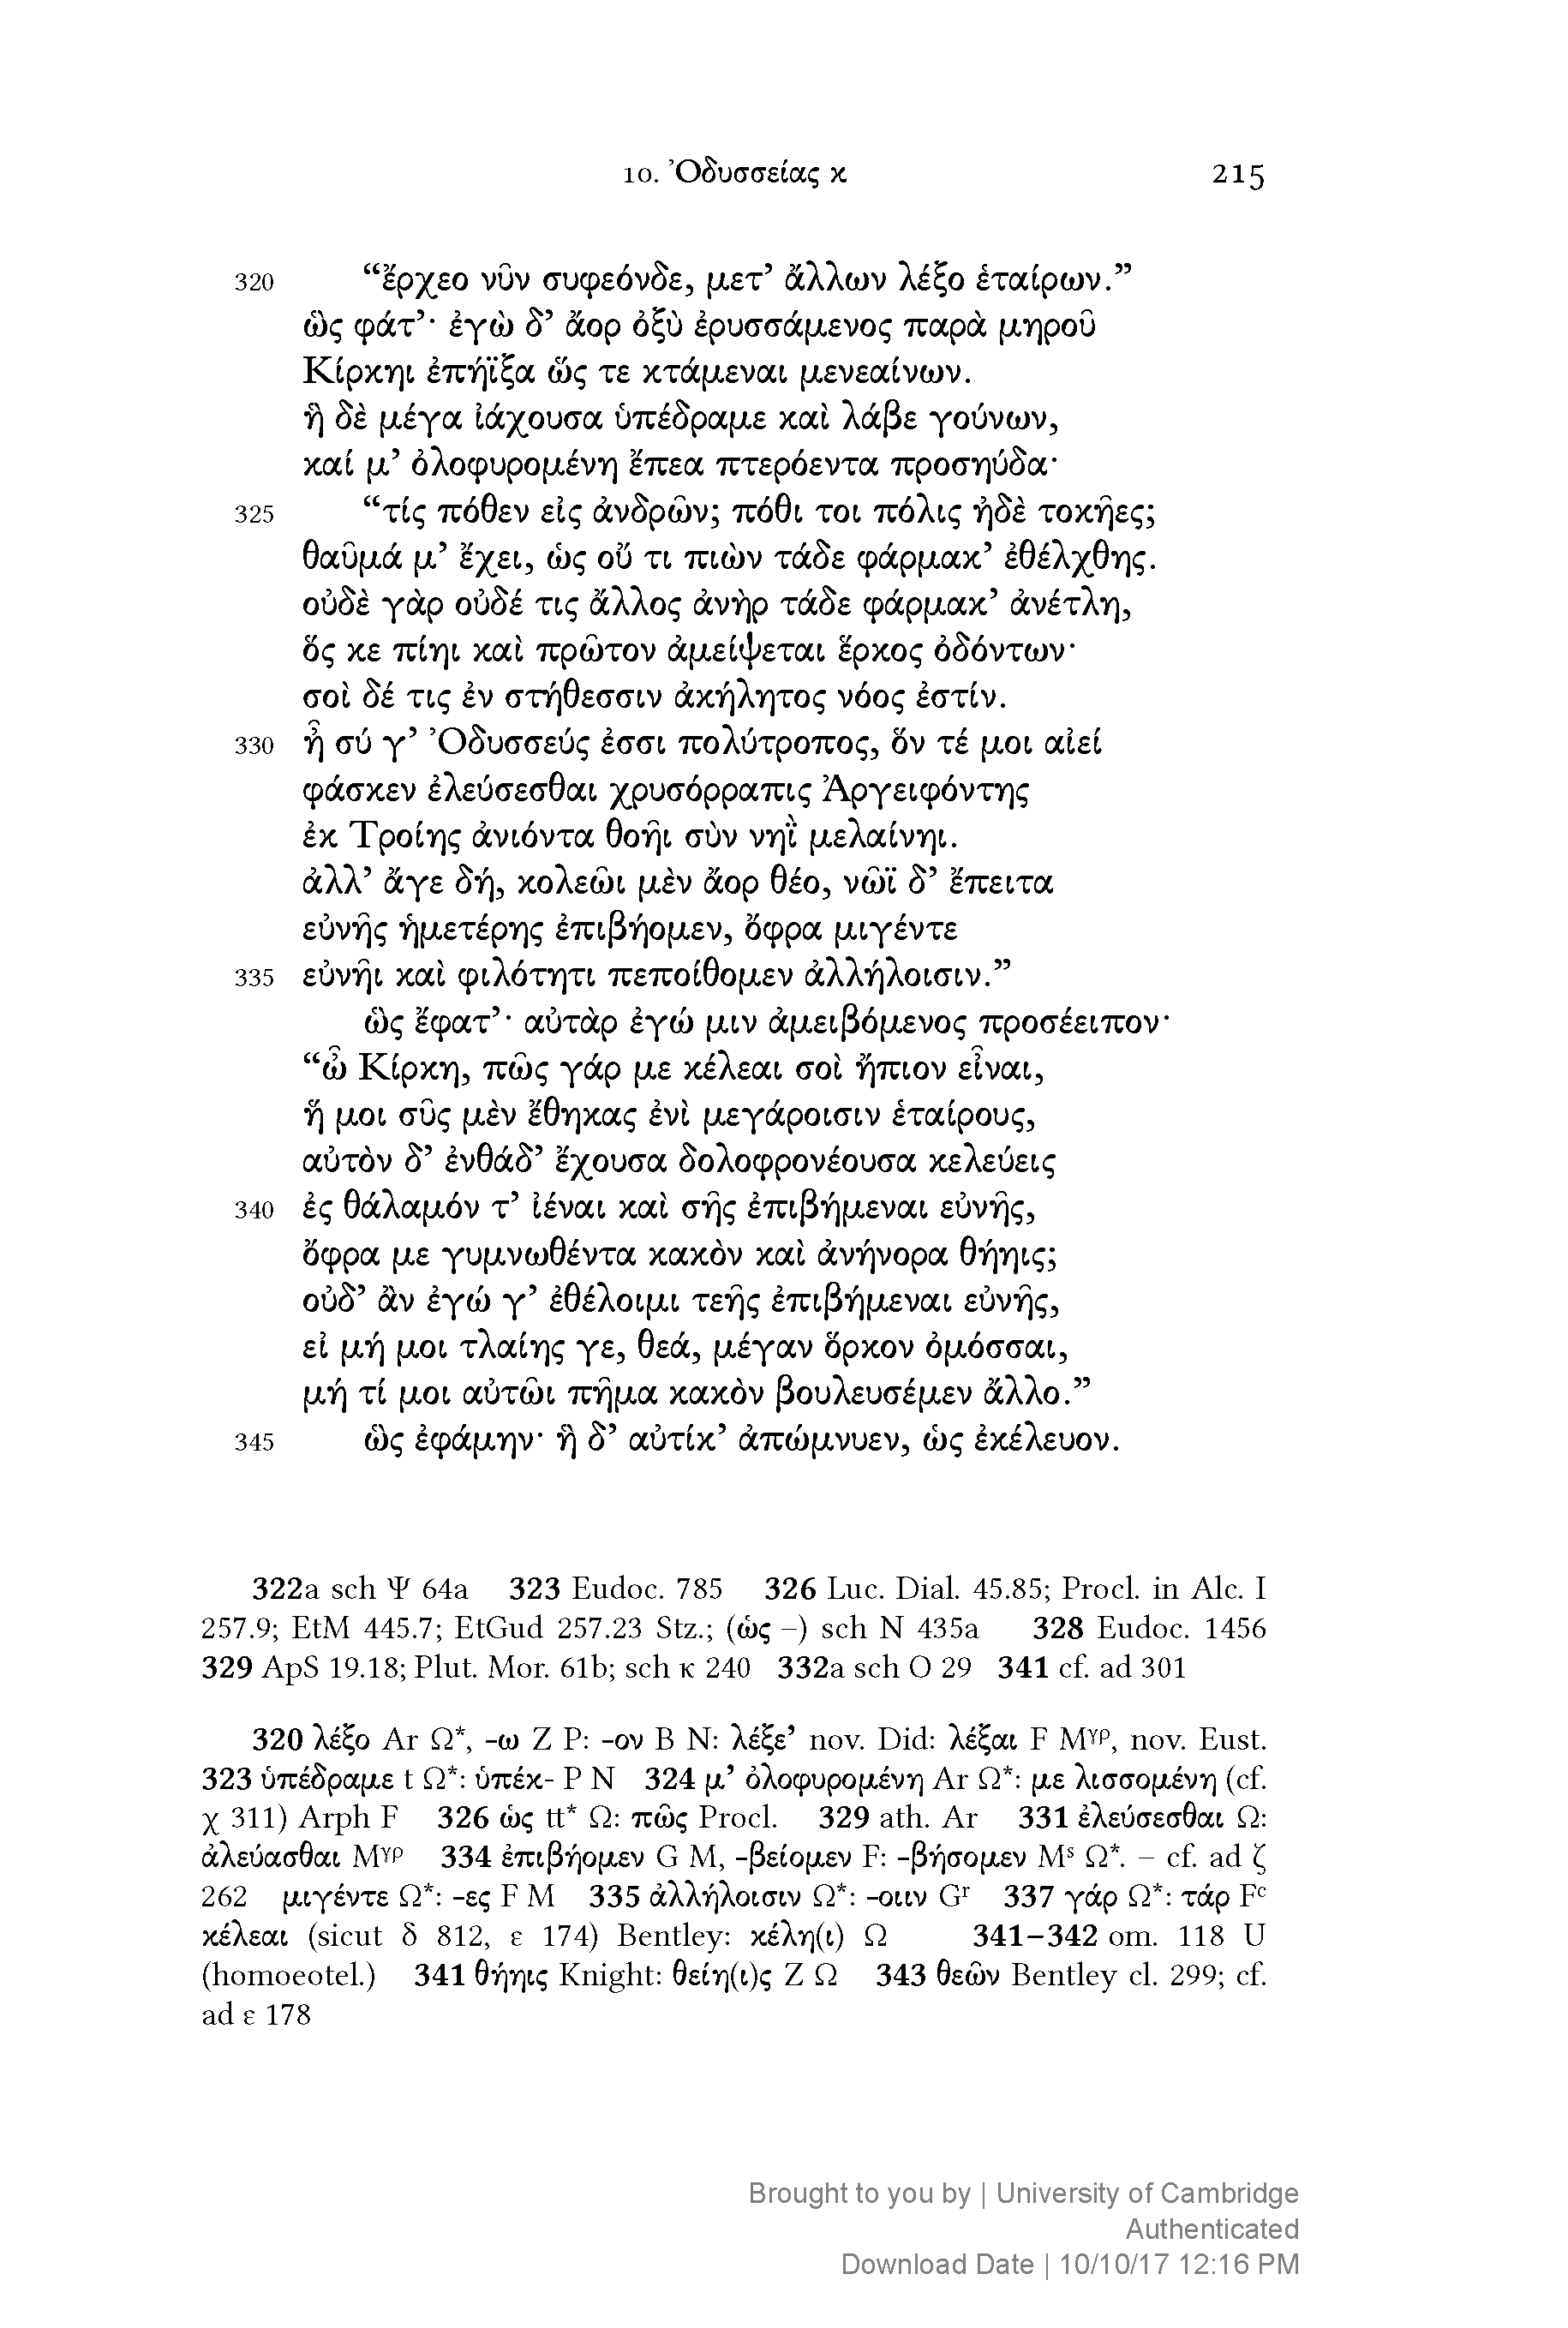 10. Ὀδυσσείας κ 215
320 “ἔρχεο νῦν συφεόνδε, μετ’ ἄλλων λέξο ἑταίρων.”
ὣς φάτ’· ἐγὼ δ’ ἄορ ὀξὺ ἐρυσσάμενος παρὰ μηροῦ
Κίρκηι ἐπήϊξα ὥς τε κτάμεναι μενεαίνων.
ἣ δὲ μέγα ἰάχουσα ὑπέδραμε καὶ λάβε γούνων,
καί μ’ ὀλοφυρομένη ἔπεα πτερόεντα προσηύδα·
325 “τίς πόθεν εἰς ἀνδρῶν; πόθι τοι πόλις ἠδὲ τοκῆες;
θαῦμά μ’ ἔχει, ὡς οὔ τι πιὼν τάδε φάρμακ’ ἐθέλχθης.
οὐδὲ γὰρ οὐδέ τις ἄλλος ἀνὴρ τάδε φάρμακ’ ἀνέτλη,
ὅς κε πίηι καὶ πρῶτον ἀμείψεται ἕρκος ὀδόντων·
σοὶ δέ τις ἐν στήθεσσιν ἀκήλητος νόος ἐστίν.
330 ἦ σύ γ’ Ὀδυσσεύς ἐσσι πολύτροπος, ὅν τέ μοι αἰεί
φάσκεν ἐλεύσεσθαι χρυσόρραπις Ἀργειφόντης
ἐκ Τροίης ἀνιόντα θοῆι σὺν νηῒ μελαίνηι.
ἀλλ’ ἄγε δή, κολεῶι μὲν ἄορ θέο, νῶϊ δ’ ἔπειτα
εὐνῆς ἡμετέρης ἐπιβήομεν, ὄφρα μιγέντε
335 εὐνῆι καὶ φιλότητι πεποίθομεν ἀλλήλοισιν.”
ὣς ἔφατ’· αὐτὰρ ἐγώ μιν ἀμειβόμενος προσέειπον·
“ὦ Κίρκη, πῶς γάρ με κέλεαι σοὶ ἤπιον εἶναι,
ἥ μοι σῦς μὲν ἔθηκας ἐνὶ μεγάροισιν ἑταίρους,
αὐτὸν δ’ ἐνθάδ’ ἔχουσα δολοφρονέουσα κελεύεις
340 ἐς θάλαμόν τ’ ἰέναι καὶ σῆς ἐπιβήμεναι εὐνῆς,
ὄφρα με γυμνωθέντα κακὸν καὶ ἀνήνορα θήηις;
οὐδ’ ἂν ἐγώ γ’ ἐθέλοιμι τεῆς ἐπιβήμεναι εὐνῆς,
εἰ μή μοι τλαίης γε, θεά, μέγαν ὅρκον ὀμόσσαι,
μή τί μοι αὐτῶι πῆμα κακὸν βουλευσέμεν ἄλλο.”
345 ὣς ἐφάμην· ἣ δ’ αὐτίκ’ ἀπώμνυεν, ὡς ἐκέλευον.
322a sch Ψ 64a 323 Eudoc. 785 326 Luc. Dial. 45.85; Procl. in Alc. I
257.9; EtM 445.7; EtGud 257.23 Stz.; (ὡς –) sch N 435a 328 Eudoc. 1456
329 ApS 19.18; Plut. Mor. 61b; sch κ 240 332a sch O 29 341 cf. ad 301
320 λέξο Ar Ω*, -ω Z P: -ον B N: λέξε’ nov. Did: λέξαι F Mγρ, nov. Eust.
323 ὑπέδραμε t Ω*: ὑπέκ- P N 324 μ’ ὀλοφυρομένη Ar Ω*: με λισσομένη (cf.
χ 311) Arph F 326 ὡς tt* Ω: πῶς Procl. 329 ath. Ar 331 ἐλεύσεσθαι Ω:
ἀλεύασθαι Mγρ 334 ἐπιβήομεν G M, -βείομεν F: -βήσομεν Ms Ω*. – cf. ad ζ
262 μιγέντε Ω*: -ες F M 335 ἀλλήλοισιν Ω*: -οιιν Gr 337 γάρ Ω*: τάρ Fc
κέλεαι (sicut δ 812, ε 174) Bentley: κέλη(ι) Ω 341–342 om. 118 U
(homoeotel.) 341 θήηις Knight: θείη(ι)ς Z Ω 343 θεῶν Bentley cl. 299; cf.
ad ε 178
Brought to you by | University of Cambridge
Authenticated
Download Date | 10/10/17 12:16 PM